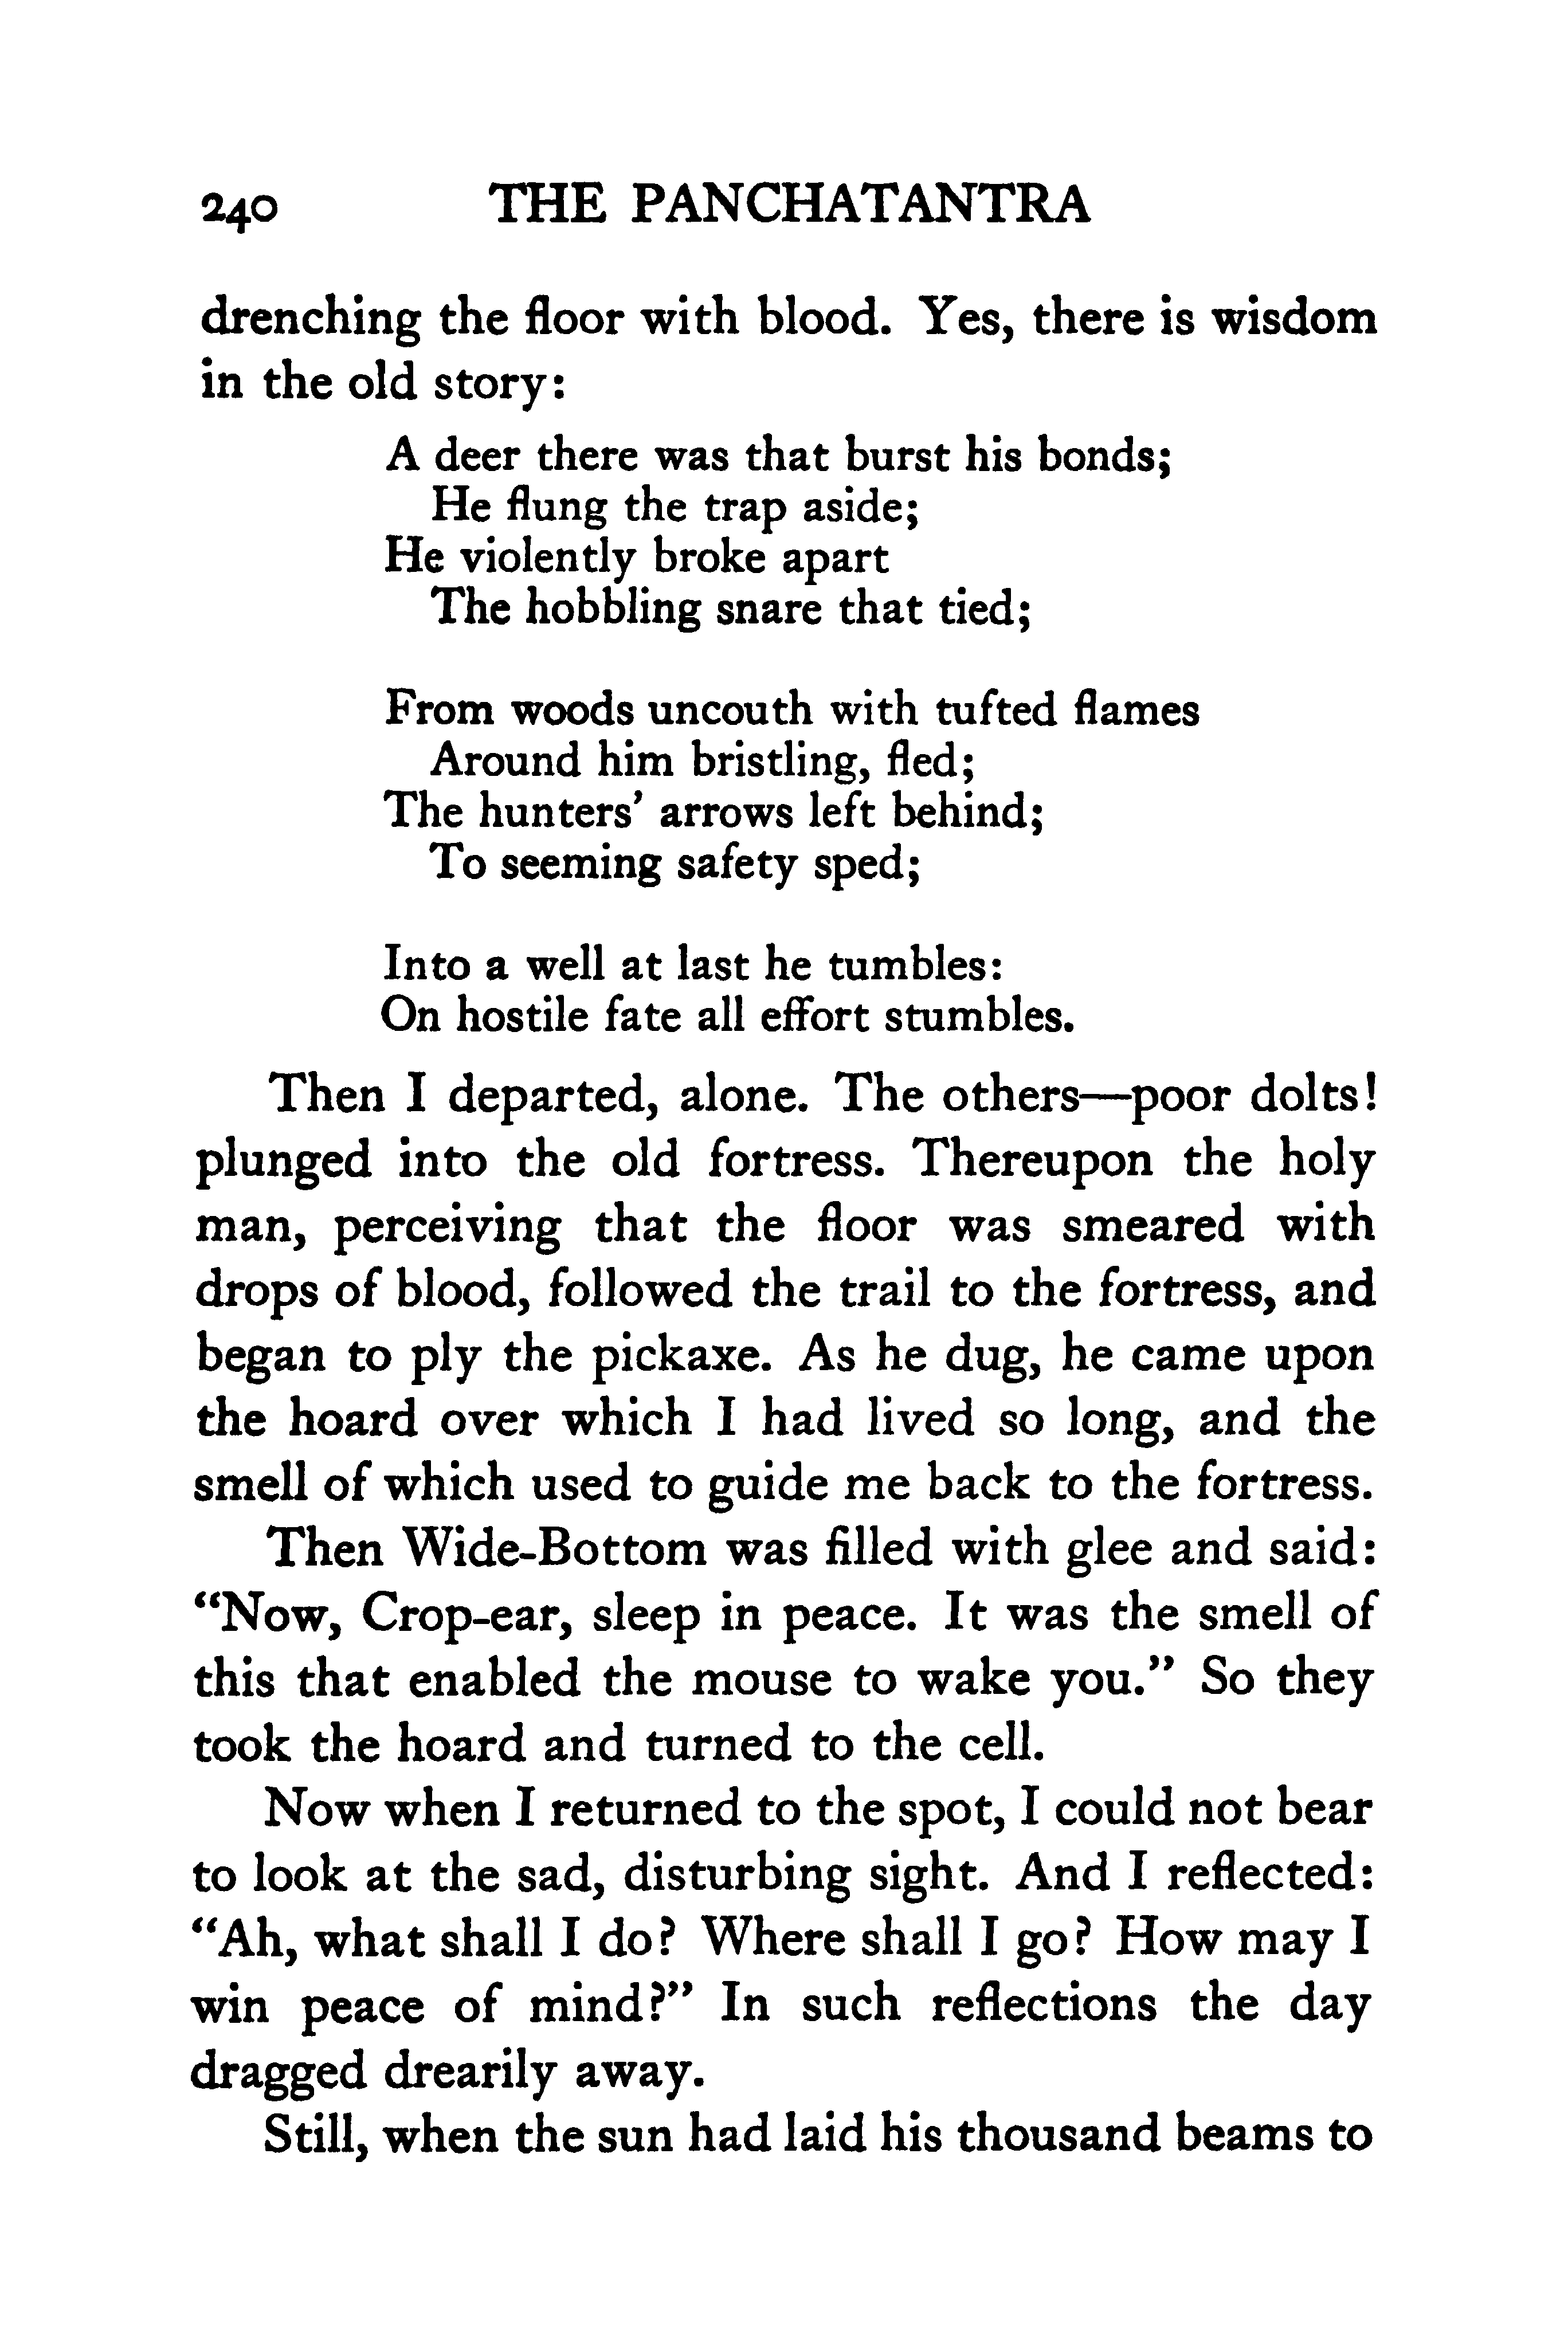 240 THE PANCHATANTRA
drenching the floor with blood. Yes, there is wisdom
in the old story:
A deer there was that burst his bonds;
He flung the trap aside;
He violently broke apart
The hobbling snare that tied;
From woods uncouth with tufted flames
Around him bristling, fled;
The hunters' arrows left behind;
To seeming safety sped;
Into a well at last he tumbles:
On hostile fate all effort stumbles.
Then I departed, alone. The others—poor dolts!
plunged into the old fortress. Thereupon the holy
man, perceiving that the floor was smeared with
drops of blood, followed the trail to the fortress, and
began to ply the pickaxe. As he dug, he came upon
the hoard over which I had lived so long, and the
smell of which used to guide me back to the fortress.
Then Wide-Bottom was filled with glee and said:
“Now, Crop-ear, sleep in peace. It was the smell of
this that enabled the mouse to wake you.” So they
took the hoard and turned to the cell.
Now when I returned to the spot, I could not bear
to look at the sad, disturbing sight. And I reflected:
“Ah, what shall I do? Where shall I go? How may I
win peace of mind?” In such reflections the day
dragged drearily away.
Still, when the sun had laid his thousand beams to